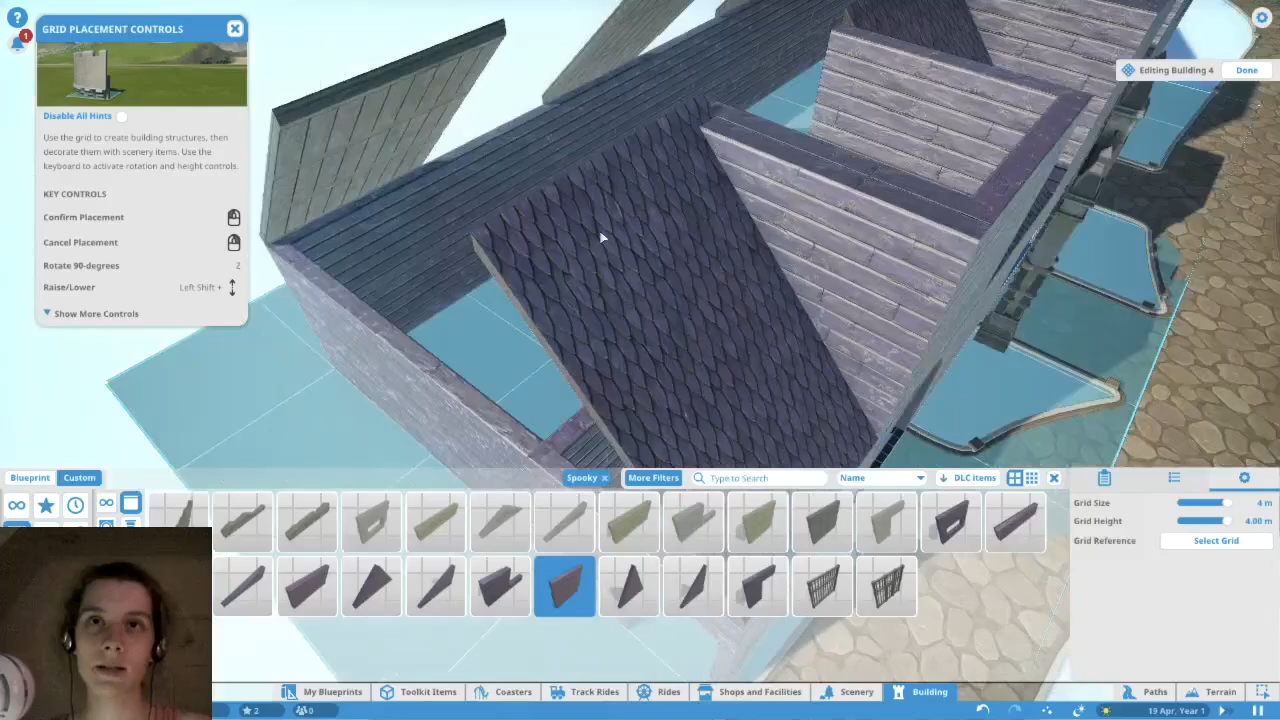 ?
1
GRID PLACEMENT CONTROLS
Disable All Hints
Use the grid to create building structures, then
decorate them with scenery items. Use the
keyboard to activate rotation and height controls.
KEY CONTROLS
Confirm Placement
Cancel Placement
Rotate 90-degrees 2
Raise/Lower Left Shift +
Show More Controls
Editing Building 4 Done
Blueprint Custom Spooky More Filters Type to Search Name DLC items
Grid Size 4 m
Grid Height 4.00 m
Grid Reference Select Grid
My Blueprints Toolkit Items Coasters Track Rides Rides Shops and Facilities Scenery Building Paths Terrain
2 0 19 Apr, Year 1